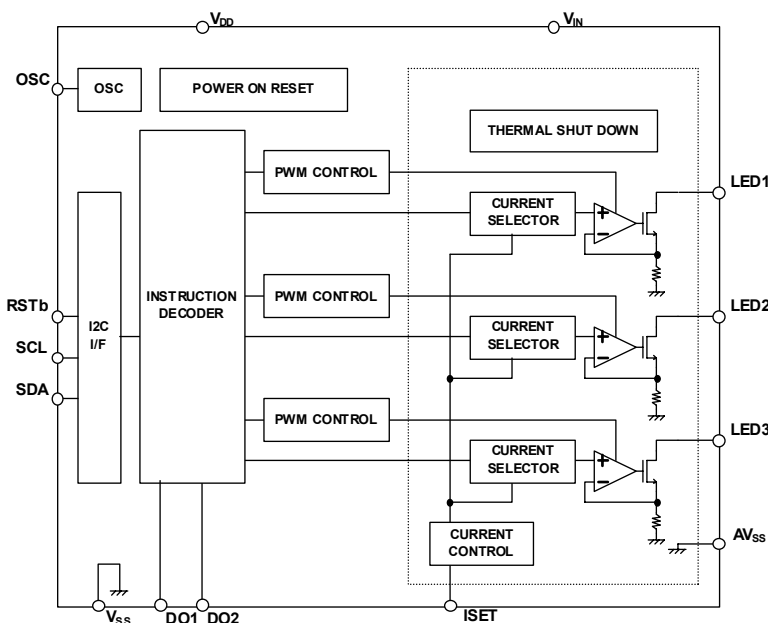 VDD
VIN
OSC
OSC
POWER ON RESET
THERMAL SHUT DOWN
PWM CONTROL
LED1
CURRENT
SELECTOR
+
−
INSTRUCTION
DECODER
PWM CONTROL
RSTb
LED2
I2C
I/F
CURRENT
SELECTOR
+
−
SCL
SDA
PWM CONTROL
LED3
CURRENT
SELECTOR
+
−
CURRENT
CONTROL
AVSS
VSS
DO1
DO2
ISET